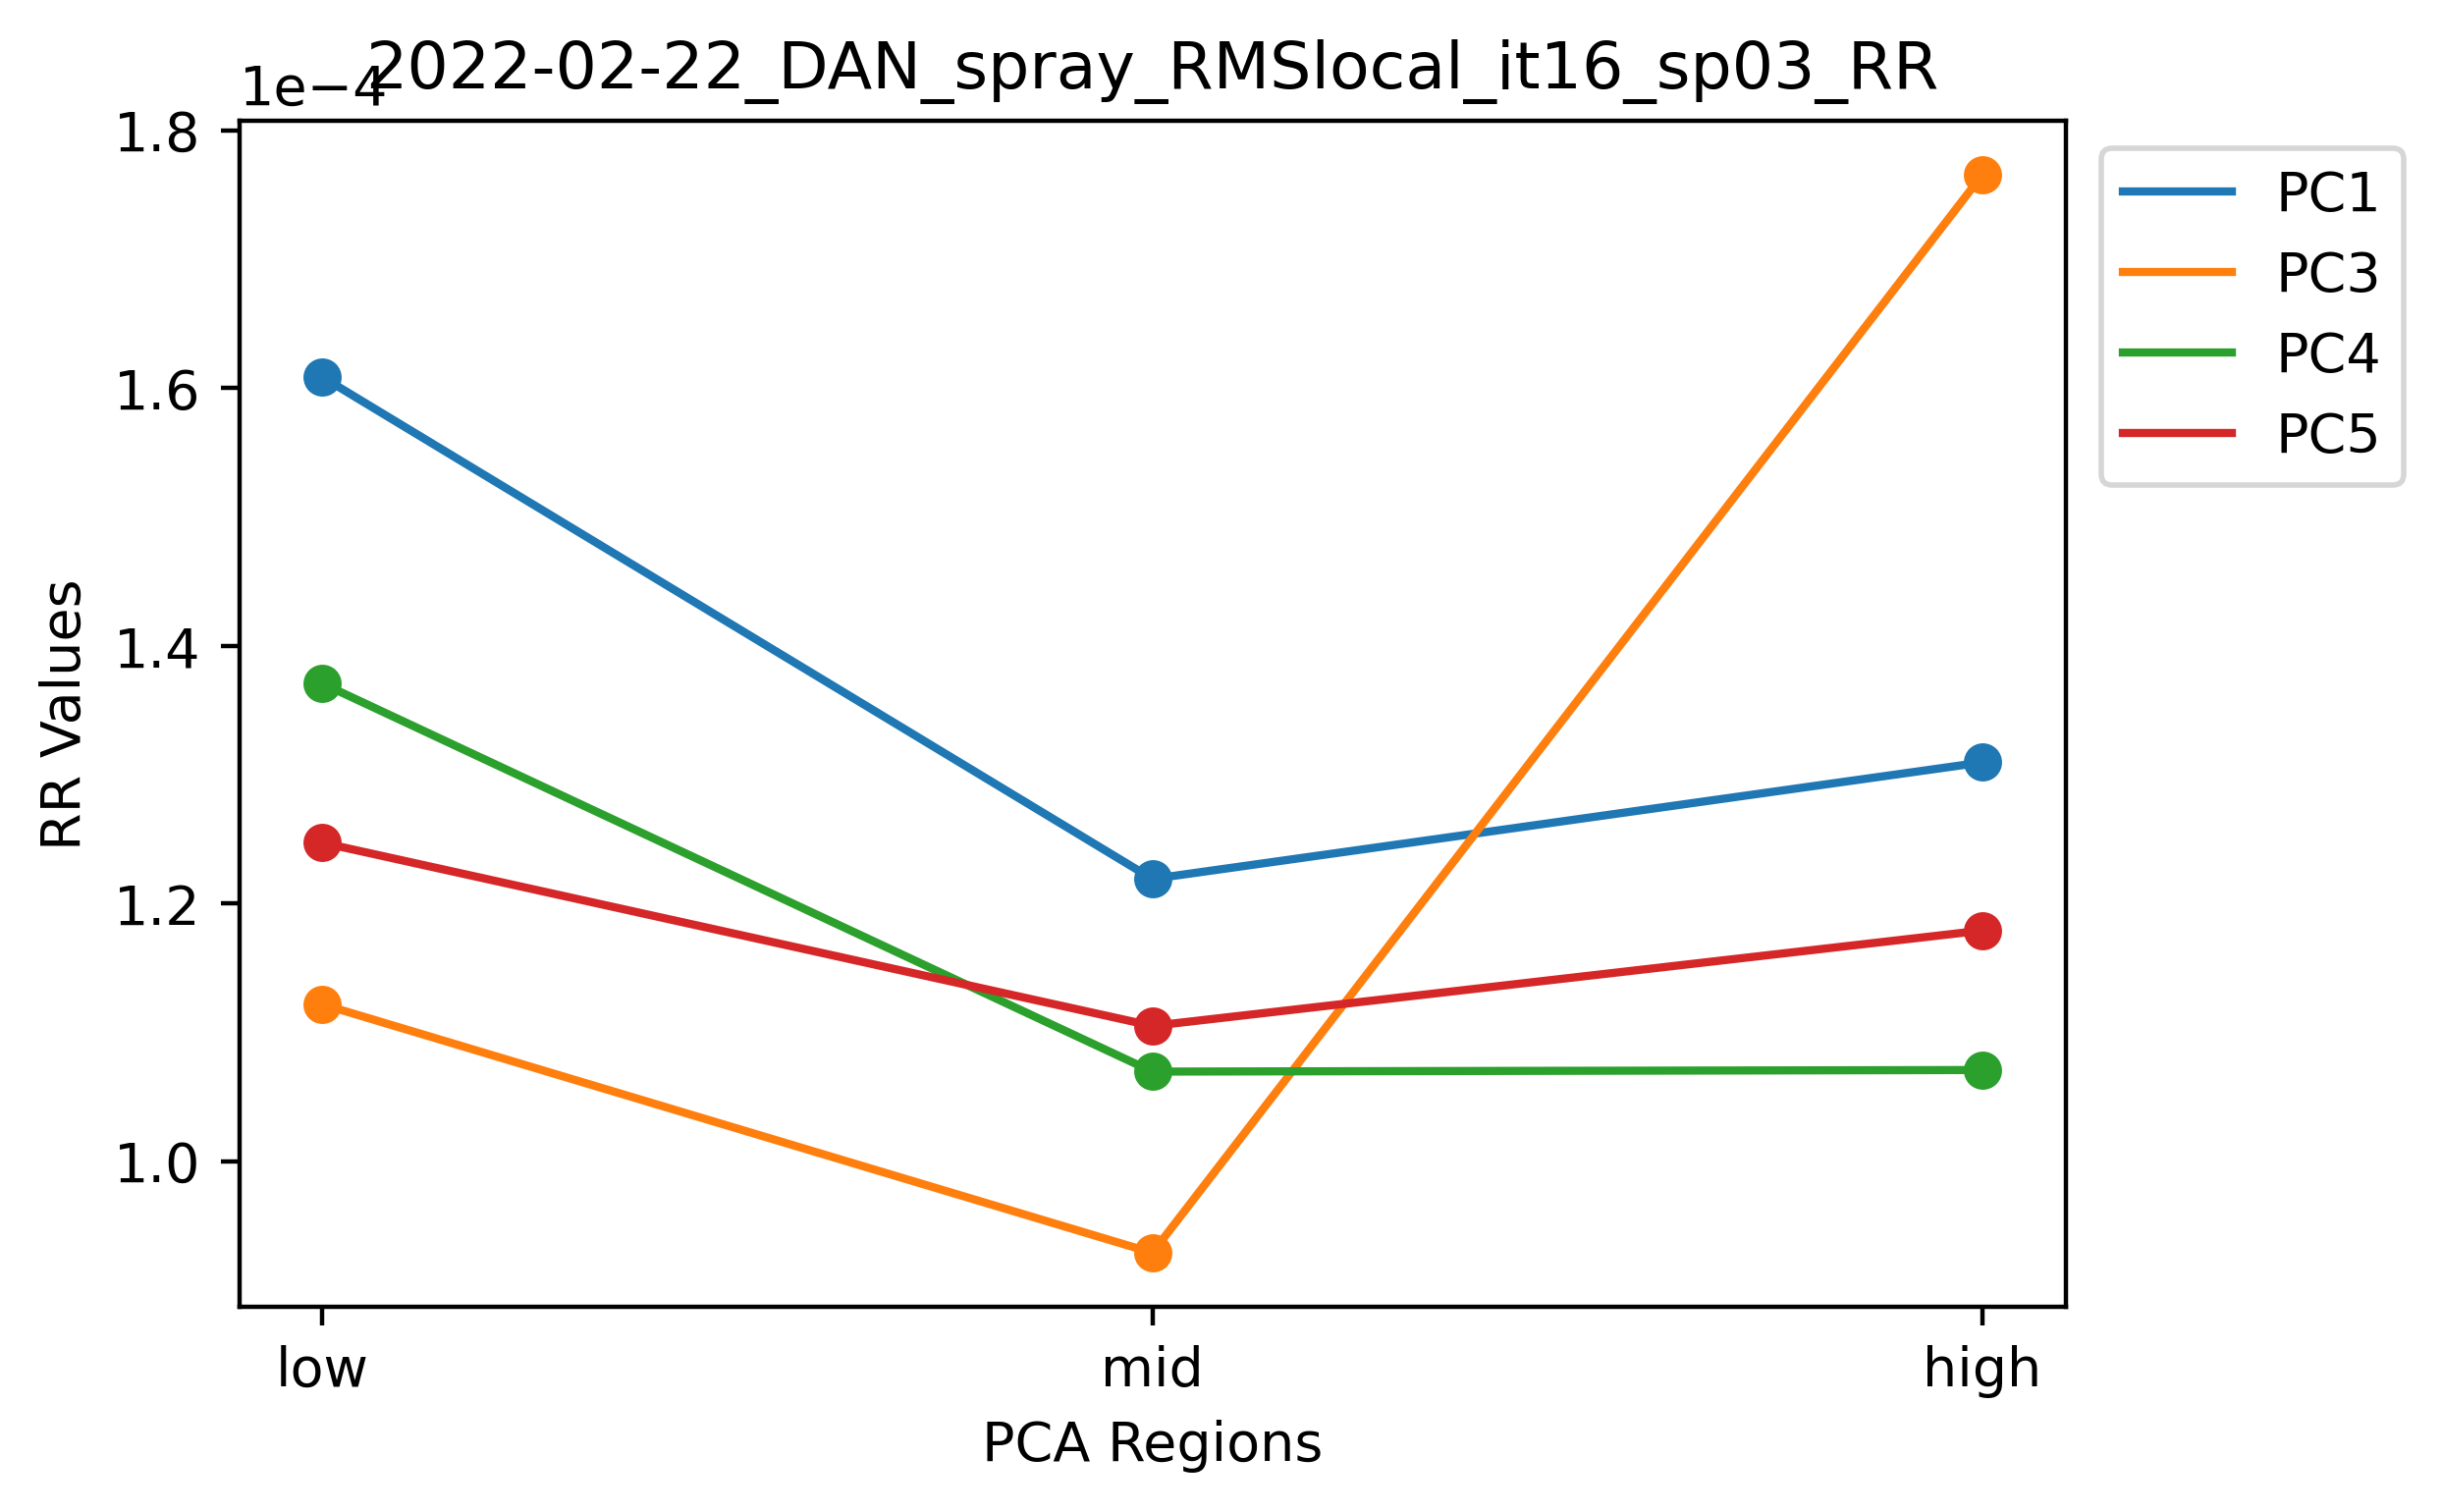 2022-02-22_DAN_spray_RMSlocal_it16_sp03_RR
1e−4
1.8
1.6
1.4
1.2
1.0
RR Values
low
mid
high
PCA Regions
PC1
PC3
PC4
PC5